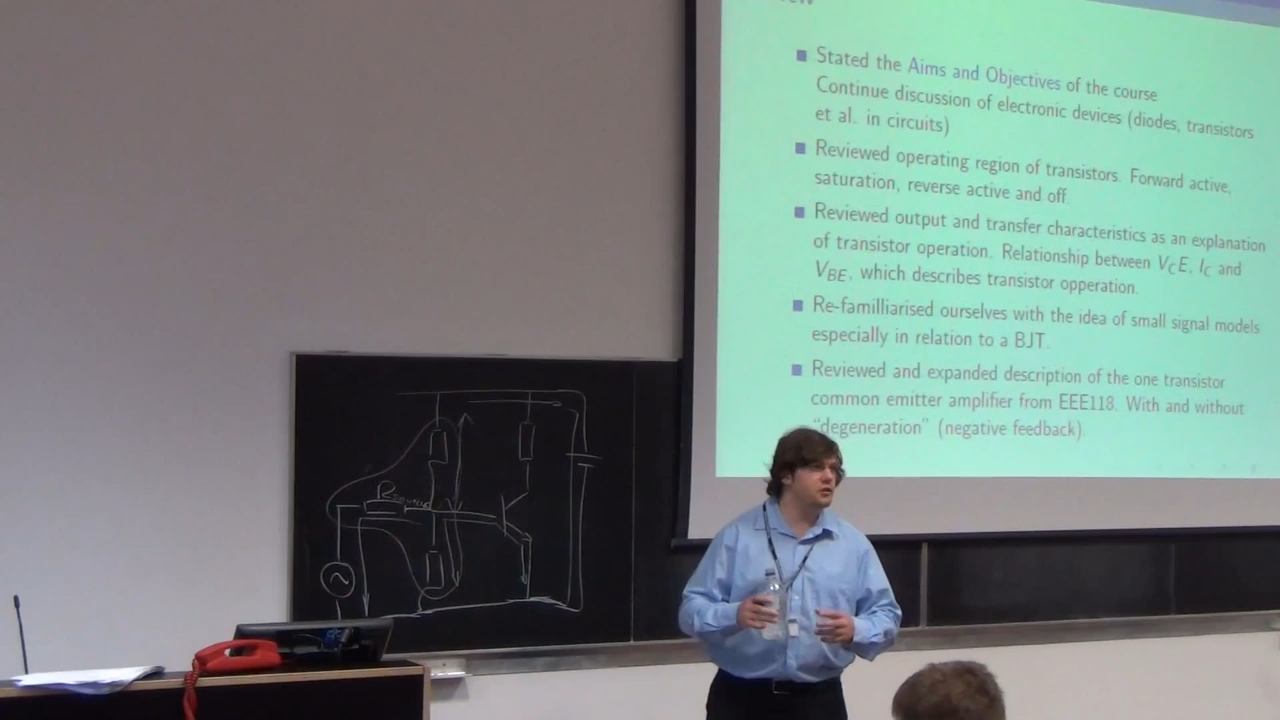 Stated the Aims and Objectives of the course
Continue discussion of electronic devices (diodes, transistors
et al. in circuits)
Reviewed operating region of transistors. Forward active,
saturation, reverse active and off.
Reviewed output and transfer characteristics as an explanation
of transistor operation. Relationship between VCE, IC and
VBE, which describes transistor opperation.
Re-familliarised ourselves with the idea of small signal models
especially in relation to a BJT.
Reviewed and expanded description of the one transistor
common emitter amplifier from EEE118. With and without
“degeneration” (negative feedback).